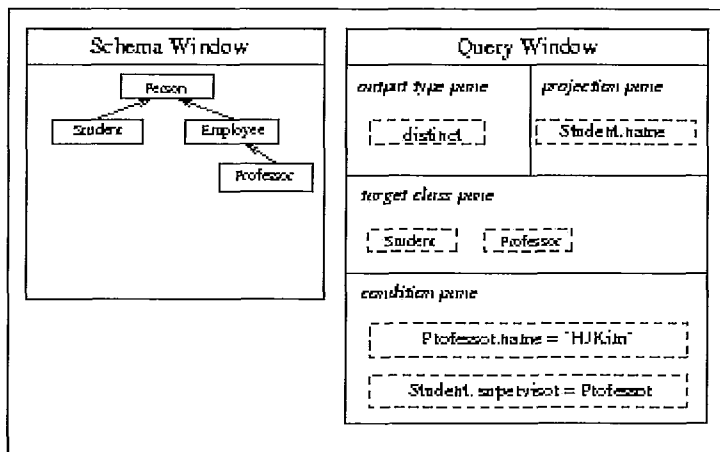 Schema Window
Person
Student
Employee
Professor
Query Window
output type pane
distinct
projection pane
Student.name
target class pane
Student
Professor
condition pane
Professor.name = "HJKim"
Student.supervisor = Professor